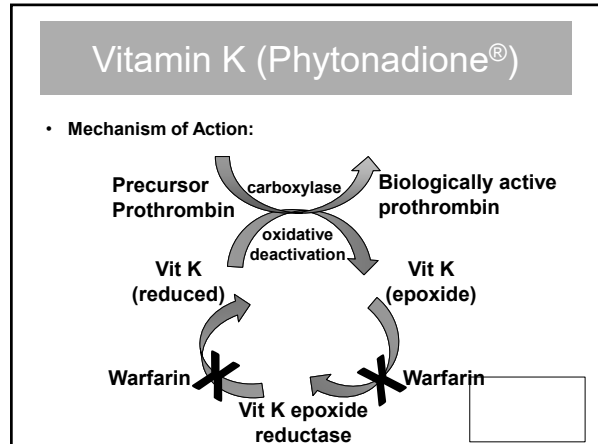 Vitamin K (Phytonadione®)
• Mechanism of Action:
carboxylase
Precursor
Prothrombin
Biologically active
prothrombin
oxidative
deactivation
Vit K
(reduced)
Vit K
(epoxide)
Warfarin
Warfarin
Vit K epoxide
reductase